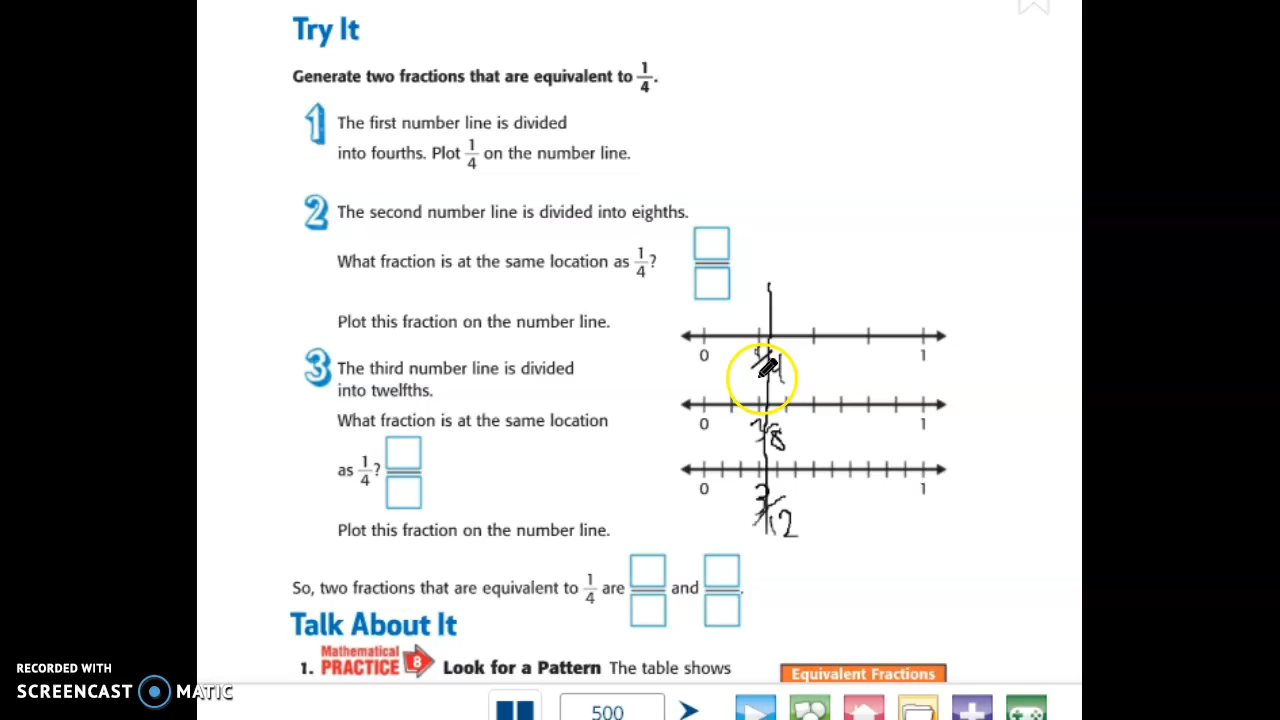 Try It
Generate two fractions that are equivalent to 1/4.
1 The first number line is divided
into fourths. Plot 1/4 on the number line.
2 The second number line is divided into eighths.
What fraction is at the same location as 1/4?
Plot this fraction on the number line.
0 1
1/4
3 The third number line is divided
into twelfths.
What fraction is at the same location
0 1
2/8
as 1/4?
0 1
3/12
Plot this fraction on the number line.
So, two fractions that are equivalent to 1/4 are and .
Talk About It
1. Mathematical PRACTICE 8 Look for a Pattern The table shows
Equivalent Fractions
RECORDED WITH
SCREENCAST MATIC
500